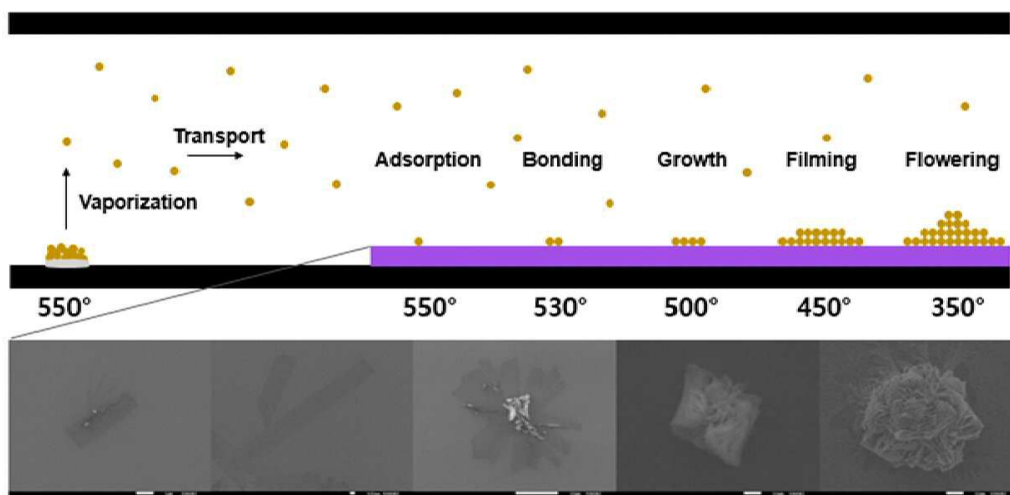 Transport
Vaporization
Adsorption
Bonding
Growth
Filming
Flowering
550°
550°
530°
500°
450°
350°